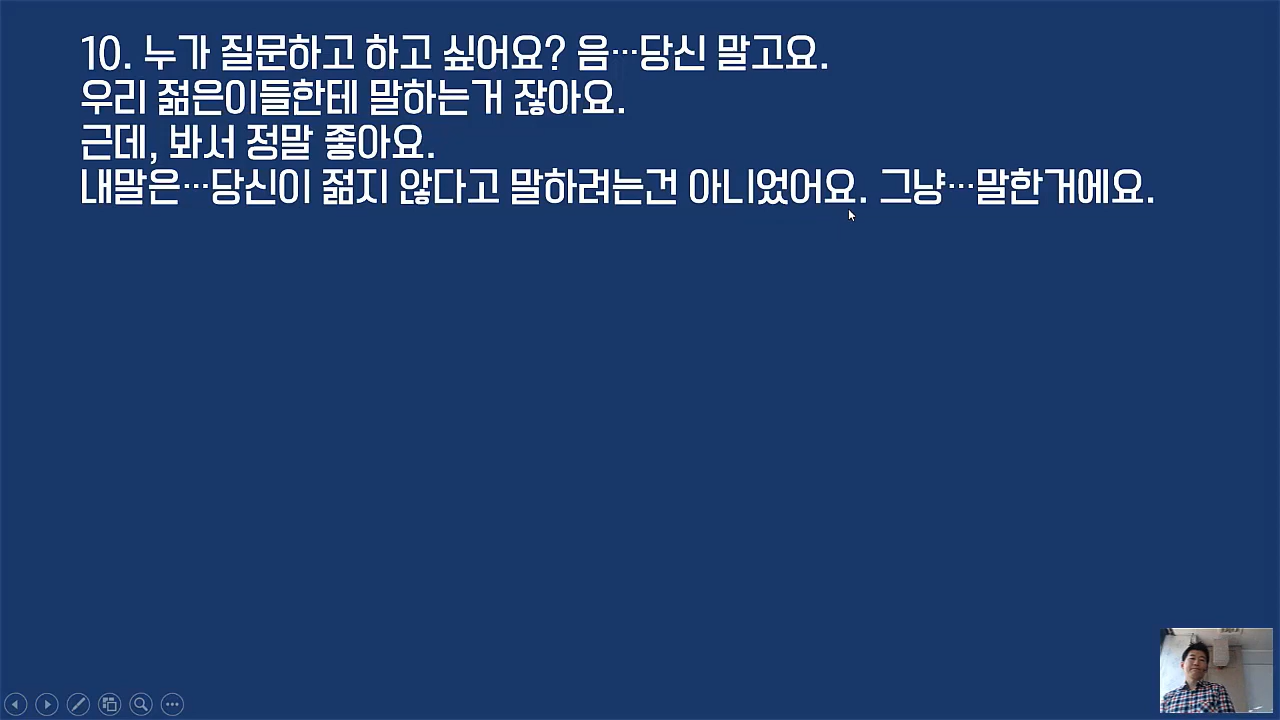 10. 누가 질문하고 하고 싶어요? 음…당신 말고요.
우리 젊은이들한테 말하는거 잖아요.
근데, 봐서 정말 좋아요.
내말은…당신이 젊지 않다고 말하려는건 아니었어요. 그냥…말한거에요.